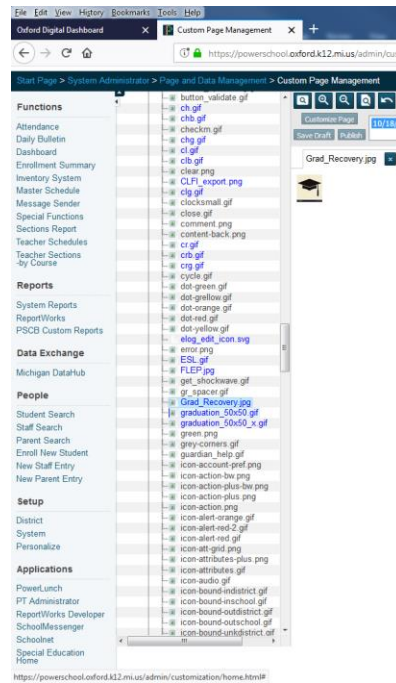 File Edit View History Bookmarks Tools Help
Oxford Digital Dashboard
Custom Page Management
https://powerschool.oxford.k12.mi.us/admin/cu
Start Page > System Administrator > Page and Data Management > Custom Page Management
Functions
Attendance
Daily Bulletin
Dashboard
Enrollment Summary
Inventory System
Master Schedule
Message Sender
Special Functions
Sections Report
Teacher Schedules
Teacher Sections
-by Course
Reports
System Reports
ReportWorks
PSCB Custom Reports
Data Exchange
Michigan DataHub
People
Student Search
Staff Search
Parent Search
Enroll New Student
New Staff Entry
New Parent Entry
Setup
District
System
Personalize
Applications
PowerLunch
PT Administrator
ReportWorks Developer
SchoolMessenger
Schoolnet
Special Education
Home
button_validate.gif
ch.gif
chb.gif
checkm.gif
chg.gif
cl.gif
clb.gif
clear.png
CLFI_export.png
clg.gif
clocksmall.gif
close.gif
comment.png
content-back.png
cr.gif
crb.gif
crg.gif
cycle.gif
dot-green.gif
dot-grellow.gif
dot-orange.gif
dot-red.gif
dot-yellow.gif
elog_edit_icon.svg
error.png
ESL.gif
FLEP.jpg
get_shockwave.gif
gr_spacer.gif
Grad_Recovery.jpg
graduation_50x50.gif
graduation_50x50_x.gif
green.png
grey-corners.gif
guardian_help.gif
icon-account-pref.png
icon-action-bw.png
icon-action-plus-bw.png
icon-action-plus.png
icon-action.png
icon-alert-orange.gif
icon-alert-red-2.gif
icon-alert-red.gif
icon-att-grid.png
icon-attributes-plus.png
icon-attributes.gif
icon-audio.gif
icon-bound-indistrict.gif
icon-bound-inschool.gif
icon-bound-outdistrict.gif
icon-bound-outschool.gif
icon-bound-unkdistrict.gif
Customize Page
10/18/
Save Draft Publish
Grad_Recovery.jpg
https://powerschool.oxford.k12.mi.us/admin/customization/home.html#